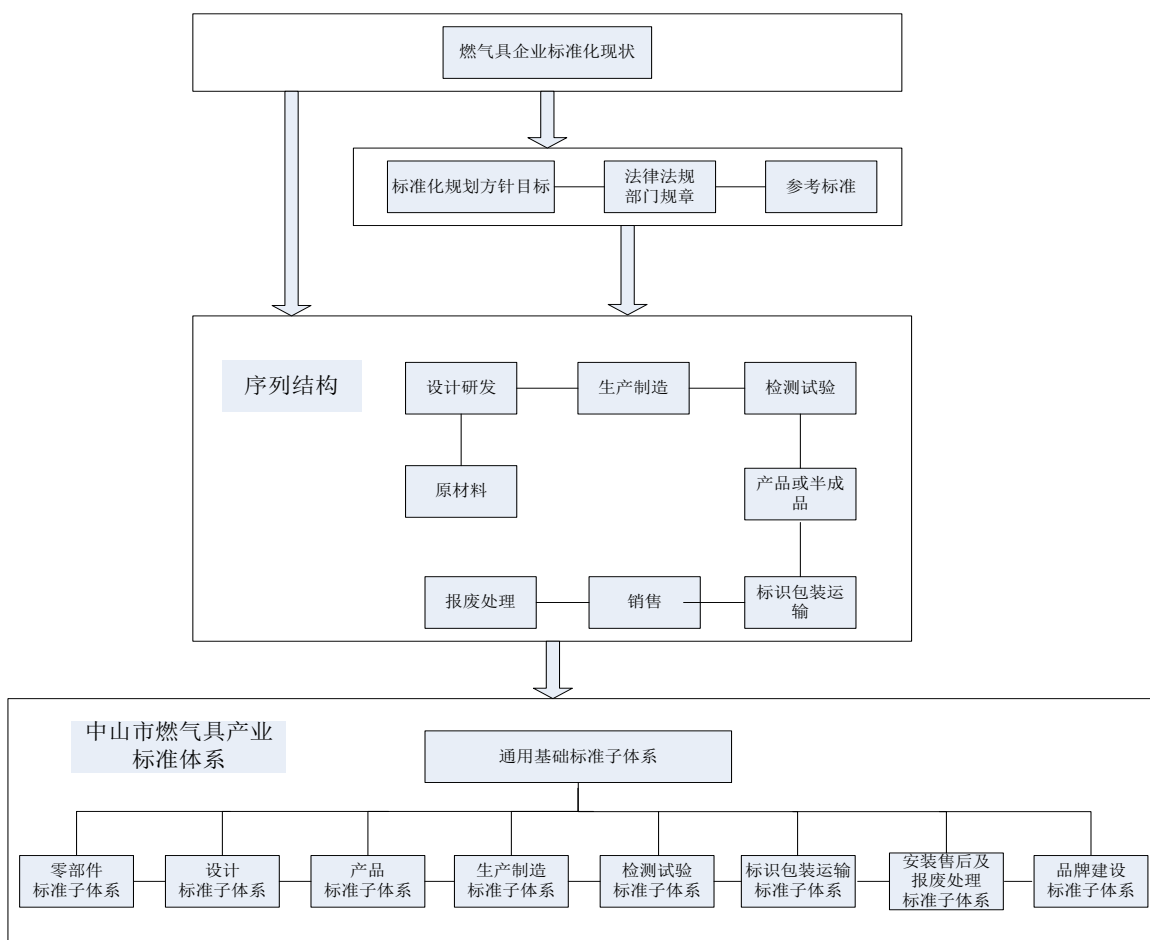 燃气具企业标准化现状
标准化规划方针目标
法律法规
部门规章
参考标准
序列结构
设计研发
生产制造
检测试验
原材料
产品或半成
品
报废处理
销售
标识包装运
输
中山市燃气具产业
标准体系
通用基础标准子体系
零部件
标准子体系
设计
标准子体系
产品
标准子体系
生产制造
标准子体系
检测试验
标准子体系
标识包装运输
标准子体系
安装售后及
报废处理
标准子体系
品牌建设
标准子体系